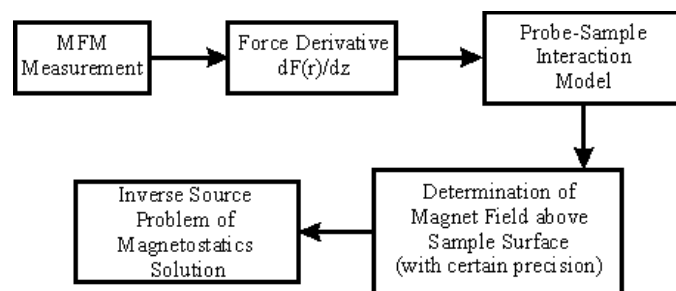 MFM
Measurement
Force Derivative
dF(r)/dz
Probe-Sample
Interaction
Model
Determination of
Magnet Field above
Sample Surface
(with certain precision)
Inverse Source
Problem of
Magnetostatics
Solution